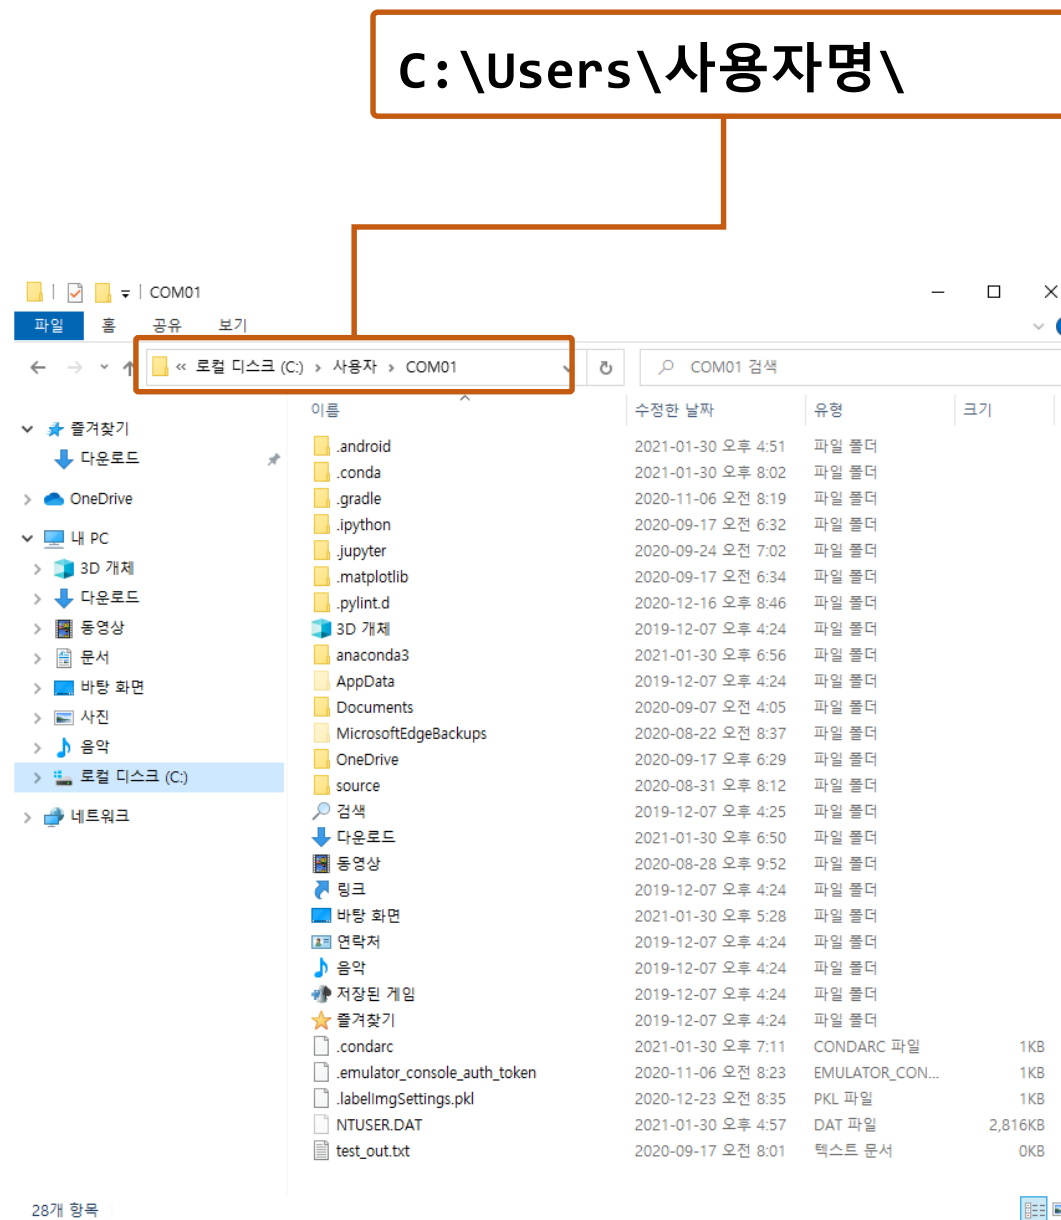 C:\Users\사용자명\
COM01
파일 홈 공유 보기
« 로컬 디스크 (C:) › 사용자 › COM01
COM01 검색
이름 수정한 날짜 유형 크기
즐겨찾기
다운로드
OneDrive
내 PC
3D 개체
다운로드
동영상
문서
바탕 화면
사진
음악
로컬 디스크 (C:)
네트워크
.android 2021-01-30 오후 4:51 파일 폴더
.conda 2021-01-30 오후 8:02 파일 폴더
.gradle 2020-11-06 오전 8:19 파일 폴더
.ipython 2020-09-17 오전 6:32 파일 폴더
.jupyter 2020-09-24 오전 7:02 파일 폴더
.matplotlib 2020-09-17 오전 6:34 파일 폴더
.pylint.d 2020-12-16 오후 8:46 파일 폴더
3D 개체 2019-12-07 오후 4:24 파일 폴더
anaconda3 2021-01-30 오후 6:56 파일 폴더
AppData 2019-12-07 오후 4:24 파일 폴더
Documents 2020-09-07 오전 4:05 파일 폴더
MicrosoftEdgeBackups 2020-08-22 오전 8:37 파일 폴더
OneDrive 2020-09-17 오후 6:29 파일 폴더
source 2020-08-31 오후 8:12 파일 폴더
검색 2019-12-07 오후 4:25 파일 폴더
다운로드 2021-01-30 오후 6:50 파일 폴더
동영상 2020-08-28 오후 9:52 파일 폴더
링크 2019-12-07 오후 4:24 파일 폴더
바탕 화면 2021-01-30 오후 5:28 파일 폴더
연락처 2019-12-07 오후 4:24 파일 폴더
음악 2019-12-07 오후 4:24 파일 폴더
저장된 게임 2019-12-07 오후 4:24 파일 폴더
즐겨찾기 2019-12-07 오후 4:24 파일 폴더
.condarc 2021-01-30 오후 7:11 CONDARC 파일 1KB
.emulator_console_auth_token 2020-11-06 오전 8:23 EMULATOR_CON... 1KB
.labelImgSettings.pkl 2020-12-23 오전 8:35 PKL 파일 1KB
NTUSER.DAT 2021-01-30 오후 4:57 DAT 파일 2,816KB
test_out.txt 2020-09-17 오전 8:01 텍스트 문서 0KB
28개 항목